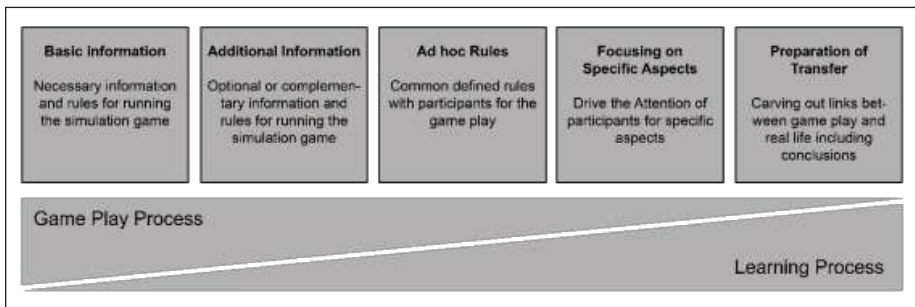 Basic information
Necessary information
and rules for running
the simulation game
Additional Information
Optional or complemen-
tary information and
rules for running the
simulation game
Ad hoc Rules
Common defined rules
with participants for the
game play
Focusing on
Specific Aspects
Drive the Attention of
participants for specific
aspects
Preparation of
Transfer
Carving out links bet-
ween game play and
real life including
conclusions
Game Play Process
Learning Process